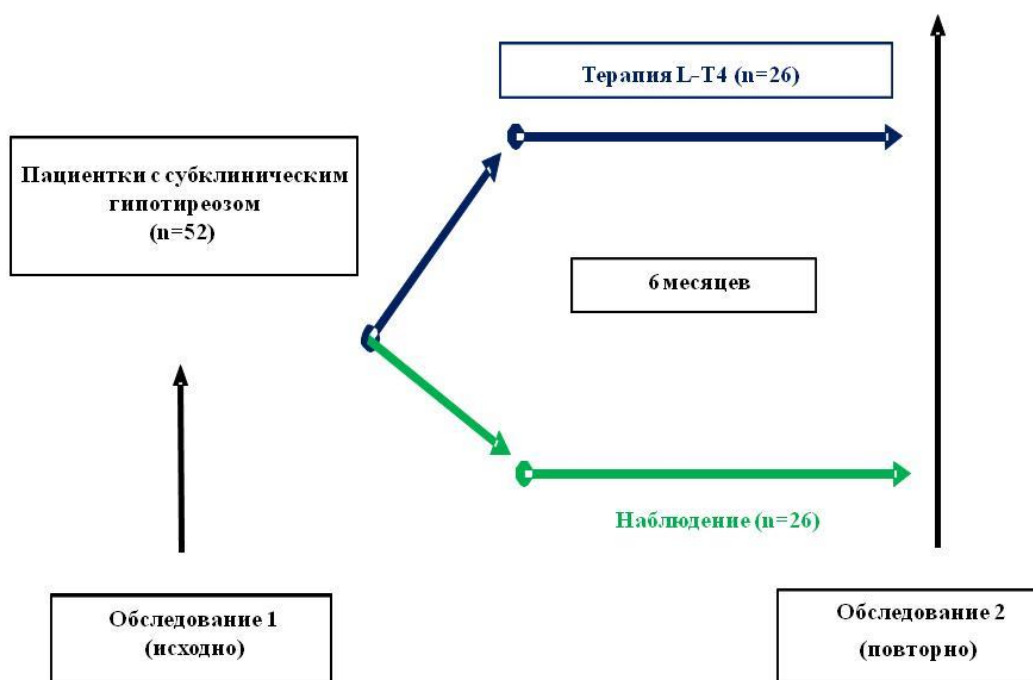 Терапия L-T4 (n=26)
Пациентки с субклиническим
гипотиреозом
(n=52)
6 месяцев
Наблюдение (n=26)
Обследование 1
(исходно)
Обследование 2
(повторно)